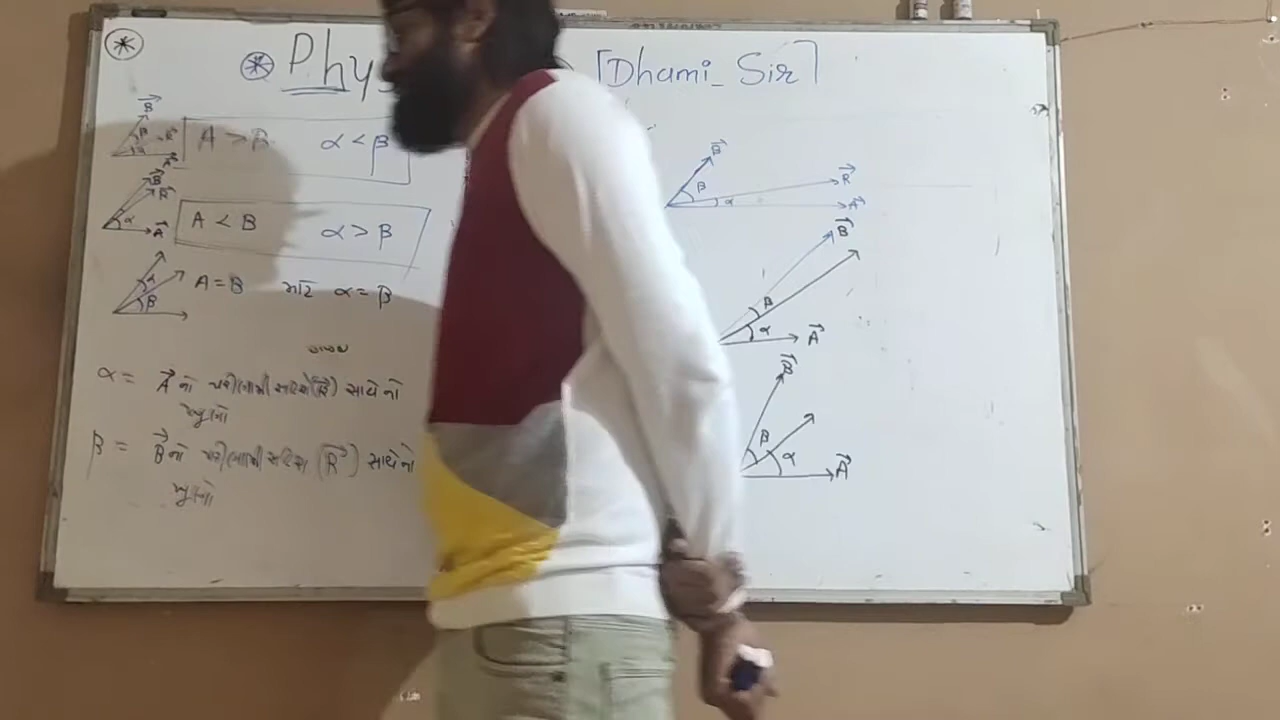 Phy [Dhami_Sir]
B⃗
β R⃗
α A⃗
A > B α < β
B⃗
R⃗
α A⃗
A < B α > β
α
β
A = B માટે α = β
α = A⃗ નો પરીણામી સદિશ (R⃗) સાથેનો
ખૂણો
β = B⃗ નો પરીણામી સદિશ (R⃗) સાથેનો
ખૂણો
B⃗
β R⃗
α A⃗
B⃗
β
α A⃗
B⃗
β
α A⃗